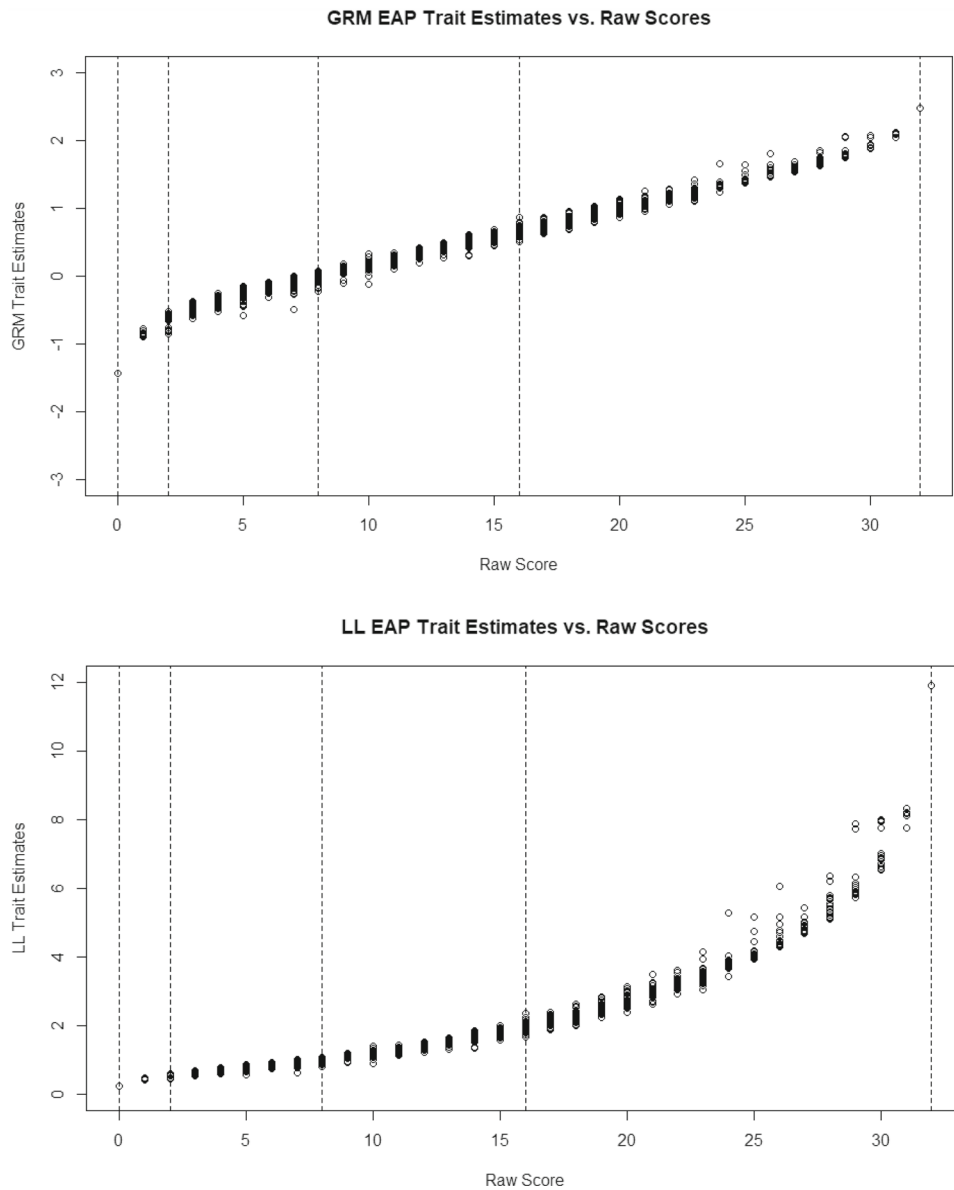 GRM EAP Trait Estimates vs. Raw Scores
GRM Trait Estimates
3
2
1
0
-1
-2
-3
0 5 10 15 20 25 30
Raw Score
LL EAP Trait Estimates vs. Raw Scores
LL Trait Estimates
12
10
8
6
4
2
0
0 5 10 15 20 25 30
Raw Score